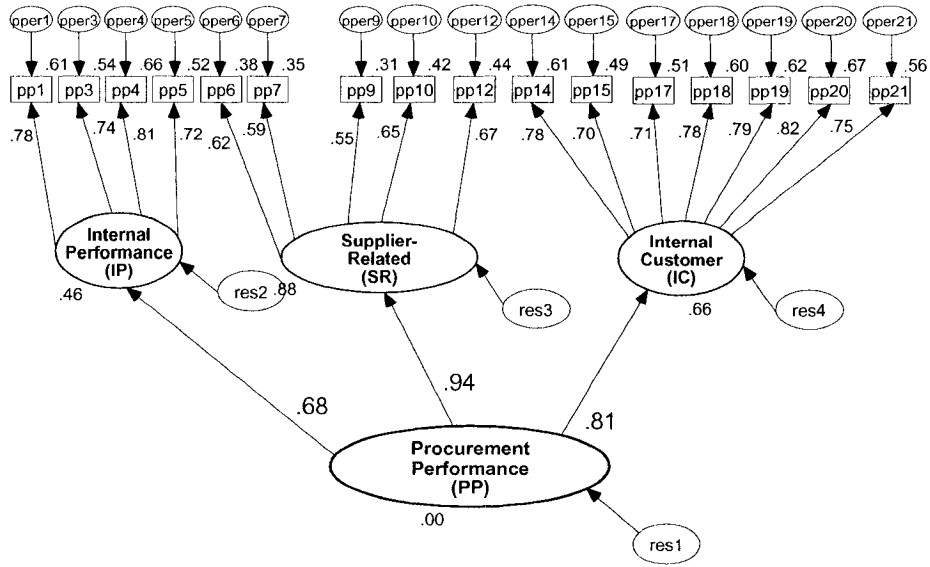 pper1 pper3 pper4 pper5 pper6 pper7 pper9 pper10 pper12 pper14 pper15 pper17 pper18 pper19 pper20 pper21
.61 .54 .66 .52 .38 .35 .31 .42 .44 .61 .49 .51 .60 .62 .67 .56
pp1 pp3 pp4 pp5 pp6 pp7 pp9 pp10 pp12 pp14 pp15 pp17 pp18 pp19 pp20 pp21
.78 .74 .81 .72 .62 .59 .55 .65 .67 .78 .70 .71 .78 .79 .82 .75
Internal
Performance
(IP)
.46
res2
Supplier-
Related
(SR)
.88
res3
Internal
Customer
(IC)
.66
res4
.68
.94
.81
Procurement
Performance
(PP)
.00
res1